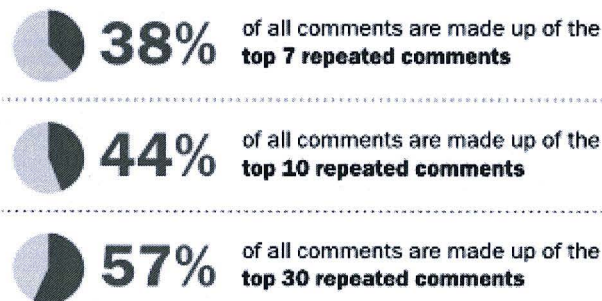 38% of all comments are made up of the
top 7 repeated comments
44% of all comments are made up of the
top 10 repeated comments
57% of all comments are made up of the
top 30 repeated comments